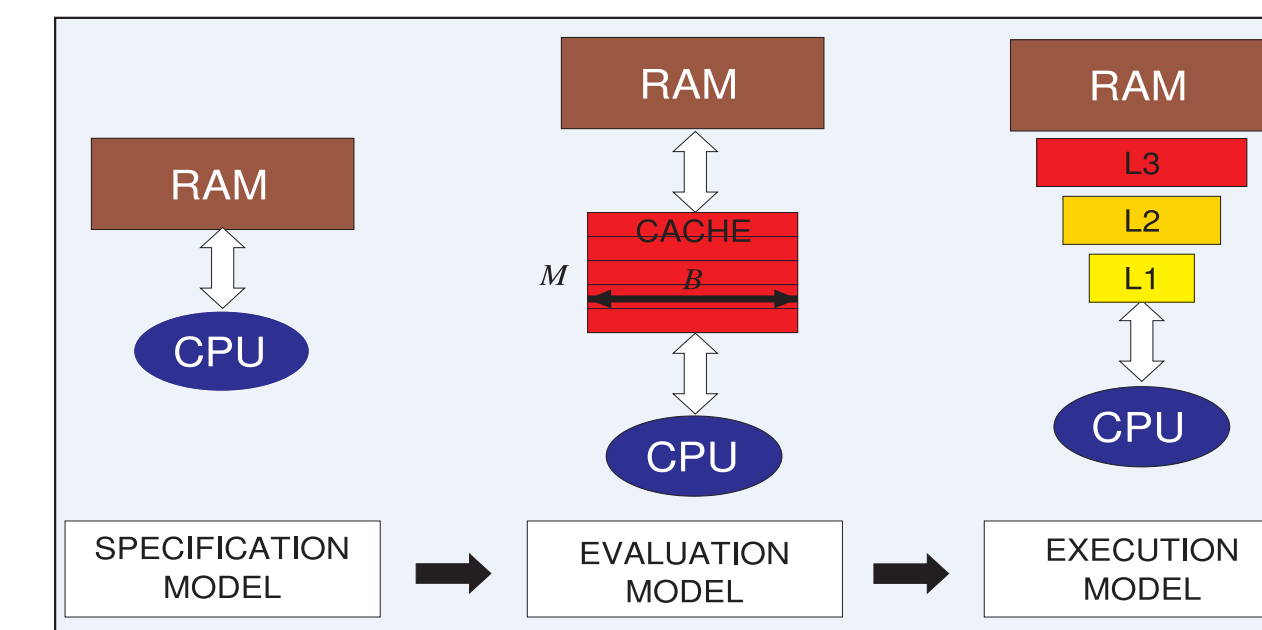 RAM
CPU
SPECIFICATION
MODEL
RAM
CACHE
M
B
CPU
EVALUATION
MODEL
RAM
L3
L2
L1
CPU
EXECUTION
MODEL